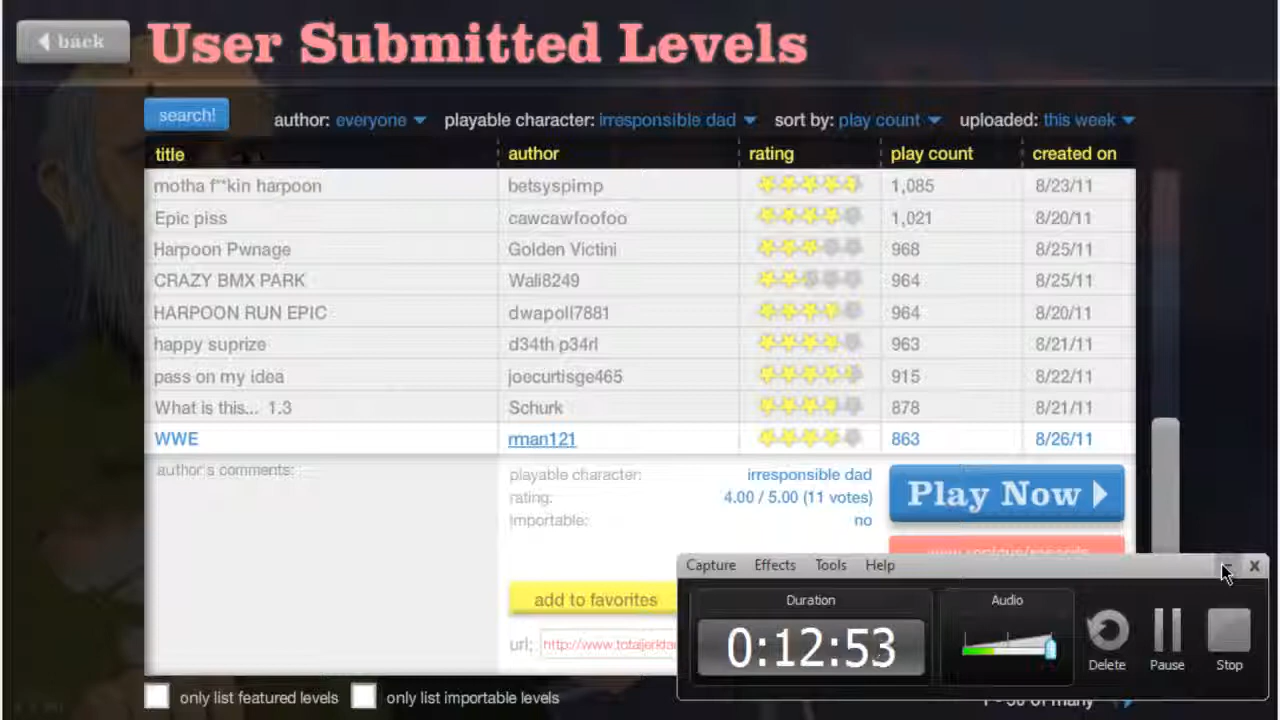 back
User Submitted Levels
search! author: everyone playable character: irresponsible dad sort by: play count uploaded: this week
title author rating play count created on
motha f**kin harpoon betsyspimp 1,085 8/23/11
Epic piss cawcawfoofoo 1,021 8/20/11
Harpoon Pwnage Golden Victini 968 8/25/11
CRAZY BMX PARK Wali8249 964 8/25/11
HARPOON RUN EPIC dwapoll7881 964 8/20/11
happy suprize d34th p34rl 963 8/21/11
pass on my idea joecurtisge465 915 8/22/11
What is this... 1.3 Schurk 878 8/21/11
WWE rman121 863 8/26/11
author's comments: playable character: irresponsible dad Play Now
rating: 4.00 / 5.00 (11 votes)
importable: no
Capture Effects Tools Help
add to favorites Duration Audio
0:12:53
url: http://www.totaljerk Delete Pause Stop
only list featured levels only list importable levels